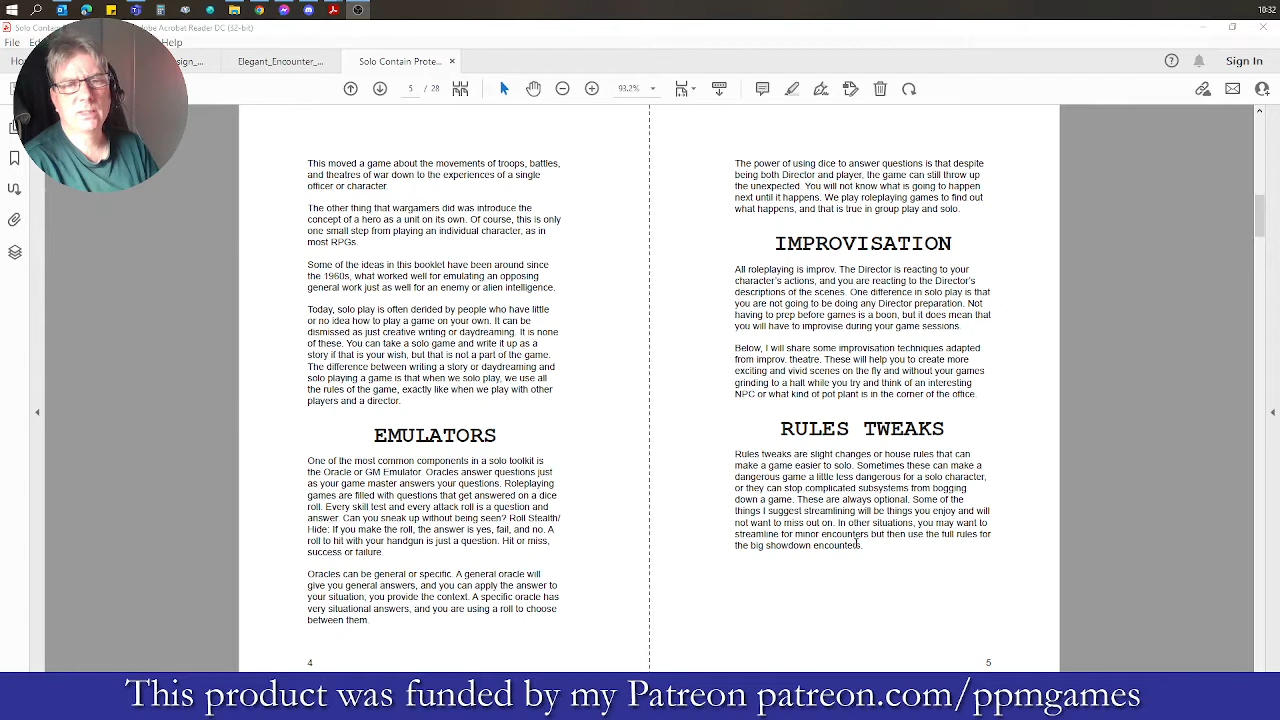 10:32
Solo Contain
dobe Acrobat Reader DC (32-bit)
File
Help
esign_...
Elegant_Encounter_...
Solo Contain Prote...
Sign In
5 / 28
93.2%
This moved a game about the movements of troops, battles,
and theatres of war down to the experiences of a single
officer or character.
The other thing that wargamers did was introduce the
concept of a hero as a unit on its own. Of course, this is only
one small step from playing an individual character, as in
most RPGs.
Some of the ideas in this booklet have been around since
the 1960s, what worked well for emulating an opposing
general work just as well for an enemy or alien intelligence.
Today, solo play is often derided by people who have little
or no idea how to play a game on your own. It can be
dismissed as just creative writing or daydreaming. It is none
of these. You can take a solo game and write it up as a
story if that is your wish, but that is not a part of the game.
The difference between writing a story or daydreaming and
solo playing a game is that when we solo play, we use all
the rules of the game, exactly like when we play with other
players and a director.
EMULATORS
One of the most common components in a solo toolkit is
the Oracle or GM Emulator. Oracles answer questions just
as your game master answers your questions. Roleplaying
games are filled with questions that get answered on a dice
roll. Every skill test and every attack roll is a question and
answer. Can you sneak up without being seen? Roll Stealth/
Hide: If you make the roll, the answer is yes, fail, and no. A
roll to hit with your handgun is just a question. Hit or miss,
success or failure.
Oracles can be general or specific. A general oracle will
give you general answers, and you can apply the answer to
your situation; you provide the context. A specific oracle has
very situational answers, and you are using a roll to choose
between them.
4
The power of using dice to answer questions is that despite
being both Director and player, the game can still throw up
the unexpected. You will not know what is going to happen
next until it happens. We play roleplaying games to find out
what happens, and that is true in group play and solo.
IMPROVISATION
All roleplaying is improv. The Director is reacting to your
character's actions, and you are reacting to the Director's
descriptions of the scenes. One difference in solo play is that
you are not going to be doing any Director preparation. Not
having to prep before games is a boon, but it does mean that
you will have to improvise during your game sessions.
Below, I will share some improvisation techniques adapted
from improv. theatre. These will help you to create more
exciting and vivid scenes on the fly and without your games
grinding to a halt while you try and think of an interesting
NPC or what kind of pot plant is in the corner of the office.
RULES TWEAKS
Rules tweaks are slight changes or house rules that can
make a game easier to solo. Sometimes these can make a
dangerous game a little less dangerous for a solo character,
or they can stop complicated subsystems from bogging
down a game. These are always optional. Some of the
things I suggest streamlining will be things you enjoy and will
not want to miss out on. In other situations, you may want to
streamline for minor encounters but then use the full rules for
the big showdown encounters.
5
This product was funded by my Patreon patreon.com/ppmgames